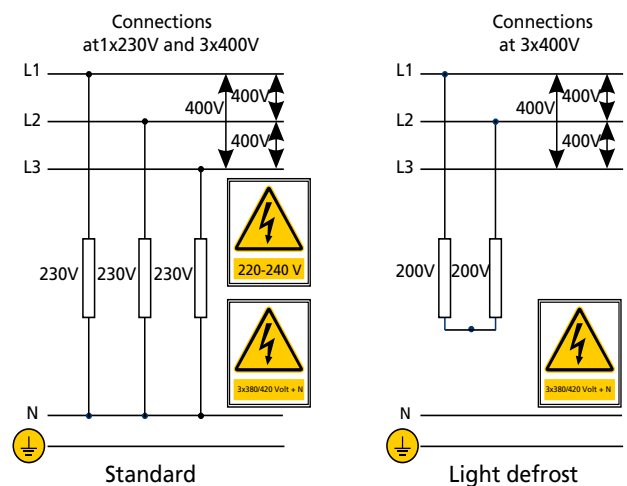 Connections
at1x230V and 3x400V
L1
400V
400V
L2
400V
L3
230V
230V
230V
220-240 V
3x380/420 Volt + N
N
Standard
Connections
at 3x400V
L1
400V
400V
L2
400V
L3
200V
200V
3x380/420 Volt + N
N
Light defrost